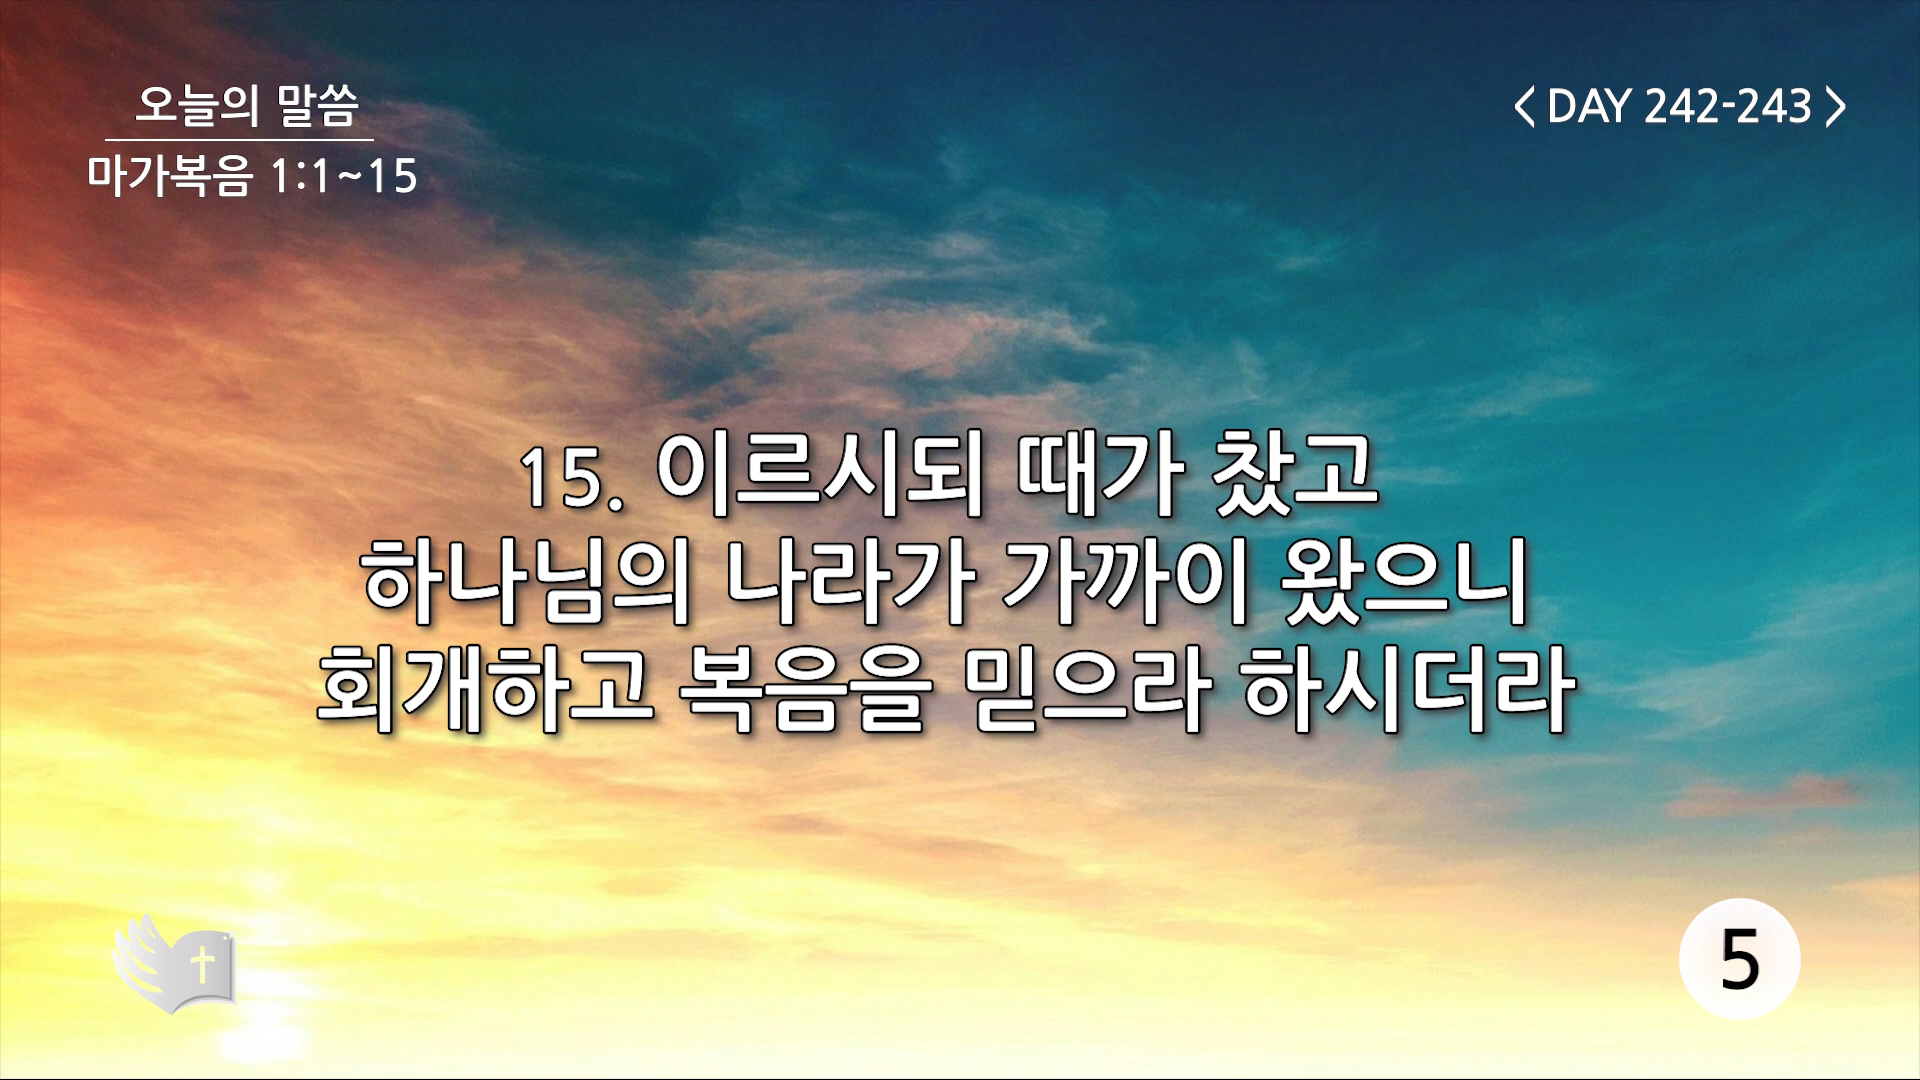 오늘의 말씀
마가복음 1:1~15
< DAY 242-243 >
15. 이르시되 때가 찼고
하나님의 나라가 가까이 왔으니
회개하고 복음을 믿으라 하시더라
5